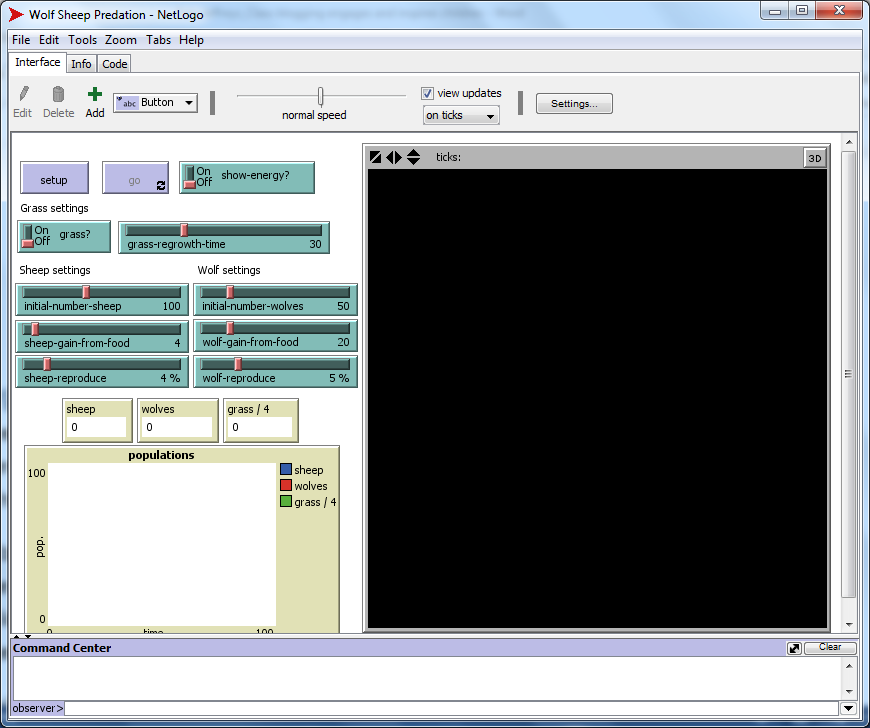 Wolf Sheep Predation - NetLogo
File Edit Tools Zoom Tabs Help
Interface Info Code
Edit Delete Add abc Button normal speed view updates on ticks Settings...
setup go On Off show-energy? ticks: 3D
Grass settings
On Off grass? grass-regrowth-time 30
Sheep settings Wolf settings
initial-number-sheep 100 initial-number-wolves 50
sheep-gain-from-food 4 wolf-gain-from-food 20
sheep-reproduce 4 % wolf-reproduce 5 %
sheep wolves grass / 4
0 0 0
populations
100 sheep
wolves
grass / 4
pop.
0
0 time 100
Command Center Clear
observer>